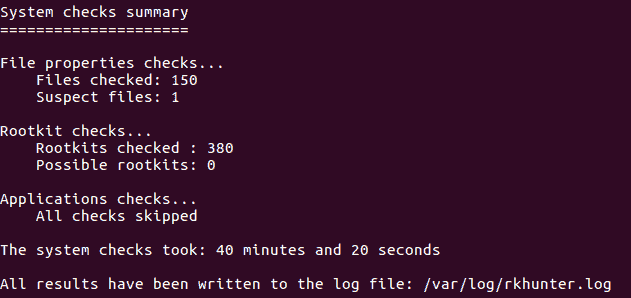 System checks summary
=====================
File properties checks...
Files checked: 150
Suspect files: 1
Rootkit checks...
Rootkits checked : 380
Possible rootkits: 0
Applications checks...
All checks skipped
The system checks took: 40 minutes and 20 seconds
All results have been written to the log file: /var/log/rkhunter.log